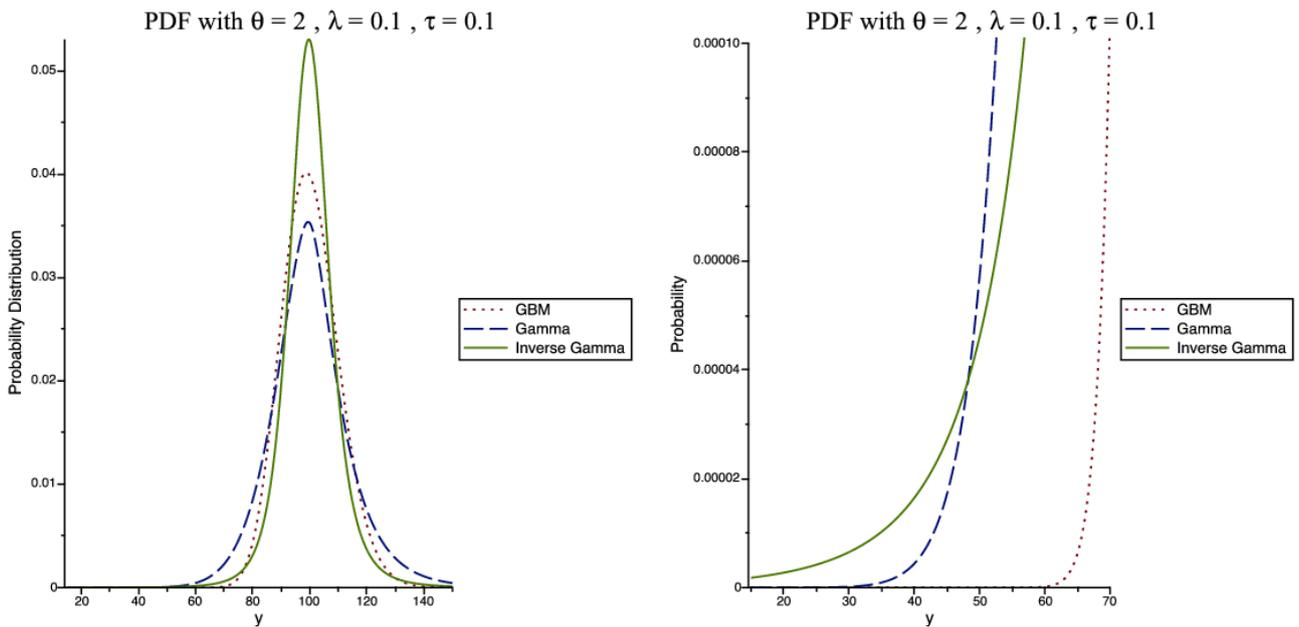 PDF with θ = 2 , λ = 0.1 , τ = 0.1
Probability Distribution
0.05
0.04
0.03
0.02
0.01
0
20 40 60 80 100 120 140
y
GBM
Gamma
Inverse Gamma
PDF with θ = 2 , λ = 0.1 , τ = 0.1
Probability
0.00010
0.00008
0.00006
0.00004
0.00002
0
20 30 40 50 60 70
y
GBM
Gamma
Inverse Gamma